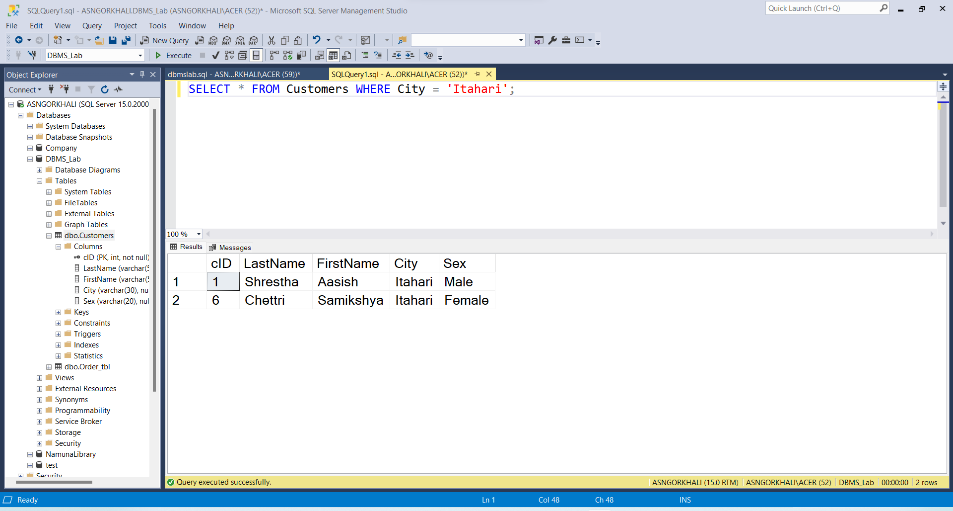 SQLQuery1.sql - ASNGORKHALI.DBMS_Lab (ASNGORKHALI\ACER (52))* - Microsoft SQL Server Management Studio
Quick Launch (Ctrl+Q)
File Edit View Query Project Tools Window Help
New Query
DBMS_Lab
Execute
Object Explorer
Connect
ASNGORKHALI (SQL Server 15.0.2000
Databases
System Databases
Database Snapshots
Company
DBMS_Lab
Database Diagrams
Tables
System Tables
FileTables
External Tables
Graph Tables
dbo.Customers
Columns
cID (PK, int, not null)
LastName (varchar(5
FirstName (varchar(5
City (varchar(30), nu
Sex (varchar(20), nul
Keys
Constraints
Triggers
Indexes
Statistics
dbo.Order_tbl
Views
External Resources
Synonyms
Programmability
Service Broker
Storage
Security
NamunaLibrary
test
Security
dbmslab.sql - ASN...RKHALI\ACER (59))*
SQLQuery1.sql - A...ORKHALI\ACER (52))*
SELECT * FROM Customers WHERE City = 'Itahari';
100 %
Results Messages
cID LastName FirstName City Sex
1 1 Shrestha Aasish Itahari Male
2 6 Chettri Samikshya Itahari Female
Query executed successfully.
ASNGORKHALI (15.0 RTM) ASNGORKHALI\ACER (52) DBMS_Lab 00:00:00 2 rows
Ready Ln 1 Col 48 Ch 48 INS